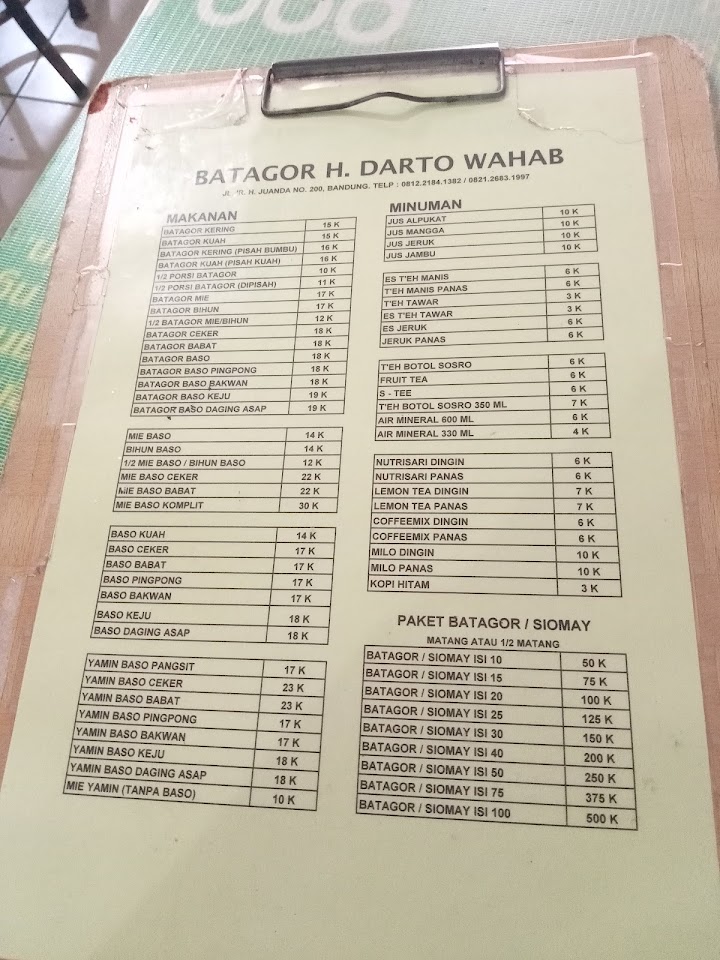 BATAGOR H. DARTO WAHAB
JL. IR. H. JUANDA NO. 200, BANDUNG. TELP : 0812.2184.1382 / 0821.2683.1997
MAKANAN
BATAGOR KERING 15 K
BATAGOR KUAH 15 K
BATAGOR KERING (PISAH BUMBU) 16 K
BATAGOR KUAH (PISAH KUAH) 16 K
1/2 PORSI BATAGOR 10 K
1/2 PORSI BATAGOR (DIPISAH) 11 K
BATAGOR MIE 17 K
BATAGOR BIHUN 17 K
1/2 BATAGOR MIE/BIHUN 12 K
BATAGOR CEKER 18 K
BATAGOR BABAT 18 K
BATAGOR BASO 18 K
BATAGOR BASO PINGPONG 18 K
BATAGOR BASO BAKWAN 18 K
BATAGOR BASO KEJU 19 K
BATAGOR BASO DAGING ASAP 19 K
MIE BASO 14 K
BIHUN BASO 14 K
1/2 MIE BASO / BIHUN BASO 12 K
MIE BASO CEKER 22 K
MIE BASO BABAT 22 K
MIE BASO KOMPLIT 30 K
BASO KUAH 14 K
BASO CEKER 17 K
BASO BABAT 17 K
BASO PINGPONG 17 K
BASO BAKWAN 17 K
BASO KEJU 18 K
BASO DAGING ASAP 18 K
YAMIN BASO PANGSIT 17 K
YAMIN BASO CEKER 23 K
YAMIN BASO BABAT 23 K
YAMIN BASO PINGPONG 17 K
YAMIN BASO BAKWAN 17 K
YAMIN BASO KEJU 18 K
YAMIN BASO DAGING ASAP 18 K
MIE YAMIN (TANPA BASO) 10 K
MINUMAN
JUS ALPUKAT 10 K
JUS MANGGA 10 K
JUS JERUK 10 K
JUS JAMBU 10 K
ES T'EH MANIS 6 K
T'EH MANIS PANAS 6 K
T'EH TAWAR 3 K
ES T'EH TAWAR 3 K
ES JERUK 6 K
JERUK PANAS 6 K
T'EH BOTOL SOSRO 6 K
FRUIT TEA 6 K
S - TEE 6 K
T'EH BOTOL SOSRO 350 ML 7 K
AIR MINERAL 600 ML 6 K
AIR MINERAL 330 ML 4 K
NUTRISARI DINGIN 6 K
NUTRISARI PANAS 6 K
LEMON TEA DINGIN 7 K
LEMON TEA PANAS 7 K
COFFEEMIX DINGIN 6 K
COFFEEMIX PANAS 6 K
MILO DINGIN 10 K
MILO PANAS 10 K
KOPI HITAM 3 K
PAKET BATAGOR / SIOMAY
MATANG ATAU 1/2 MATANG
BATAGOR / SIOMAY ISI 10 50 K
BATAGOR / SIOMAY ISI 15 75 K
BATAGOR / SIOMAY ISI 20 100 K
BATAGOR / SIOMAY ISI 25 125 K
BATAGOR / SIOMAY ISI 30 150 K
BATAGOR / SIOMAY ISI 40 200 K
BATAGOR / SIOMAY ISI 50 250 K
BATAGOR / SIOMAY ISI 75 375 K
BATAGOR / SIOMAY ISI 100 500 K